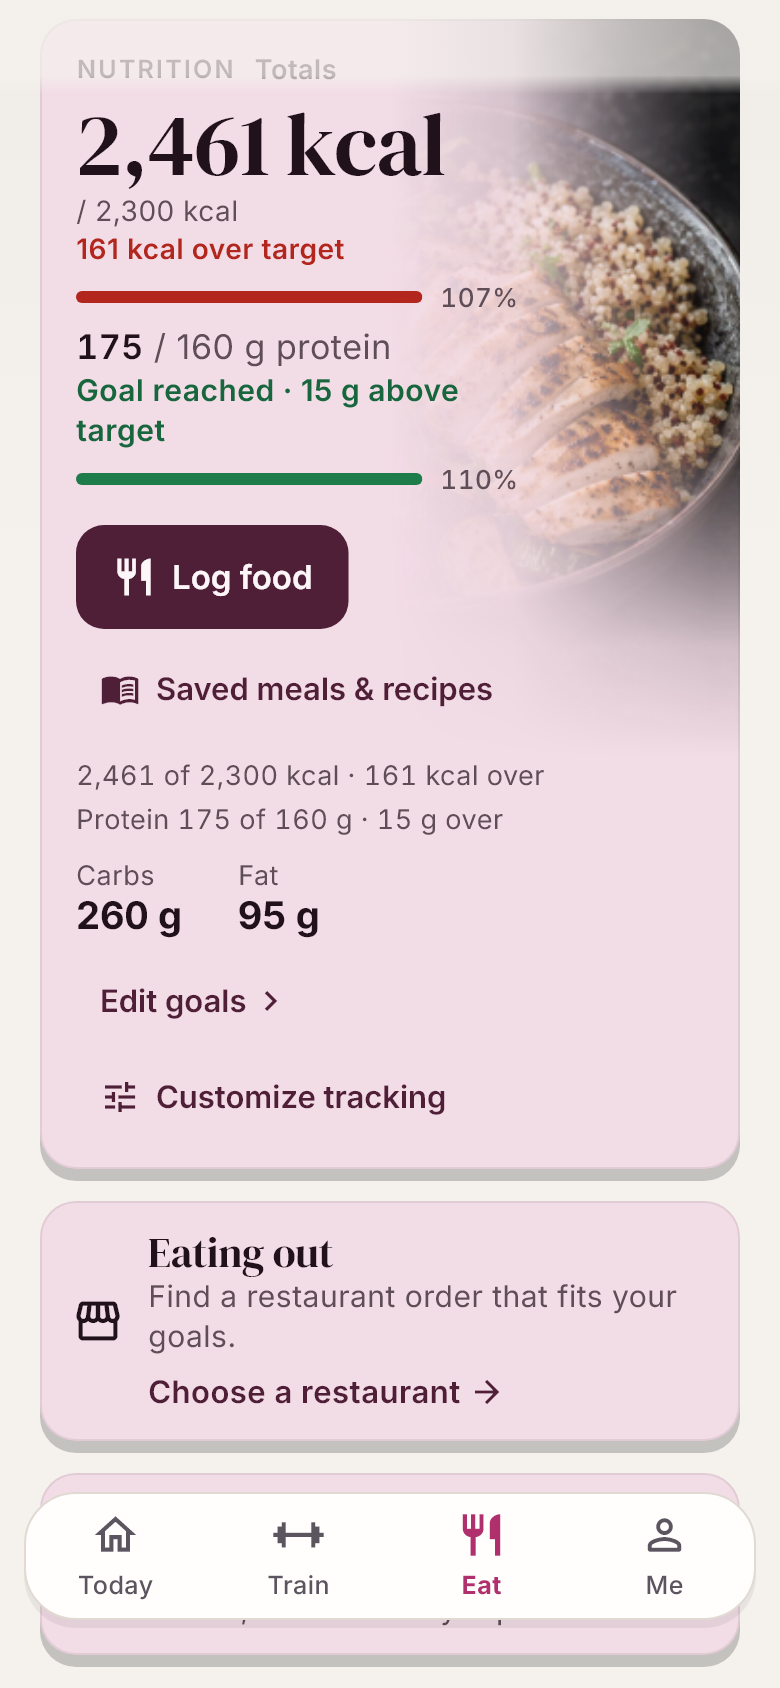 NUTRITION Totals
2,461 kcal
/ 2,300 kcal
161 kcal over target
107%
175 / 160 g protein
Goal reached · 15 g above
target
110%
Log food
Saved meals & recipes
2,461 of 2,300 kcal · 161 kcal over
Protein 175 of 160 g · 15 g over
Carbs Fat
260 g 95 g
Edit goals
Customize tracking
Eating out
Find a restaurant order that fits your
goals.
Choose a restaurant →
Today Train Eat Me